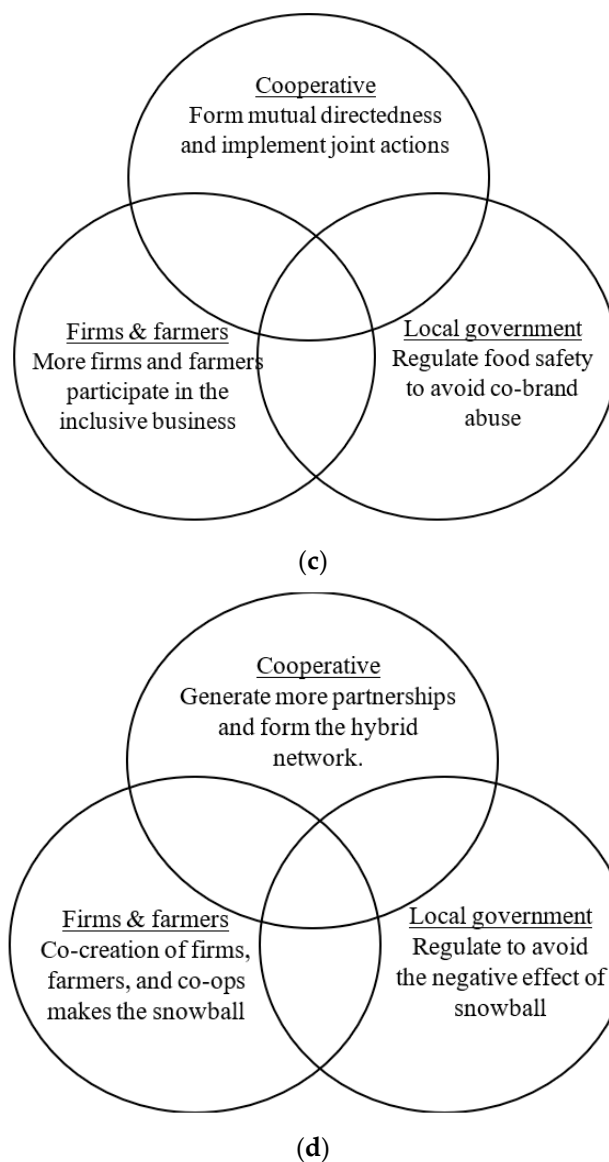 Cooperative
Form mutual directedness
and implement joint actions
Firms & farmers
More firms and farmers
participate in the
inclusive business
Local government
Regulate food safety
to avoid co-brand
abuse
(c)
Cooperative
Generate more partnerships
and form the hybrid
network.
Firms & farmers
Co-creation of firms,
farmers, and co-ops
makes the snowball
Local government
Regulate to avoid
the negative effect of
snowball
(d)